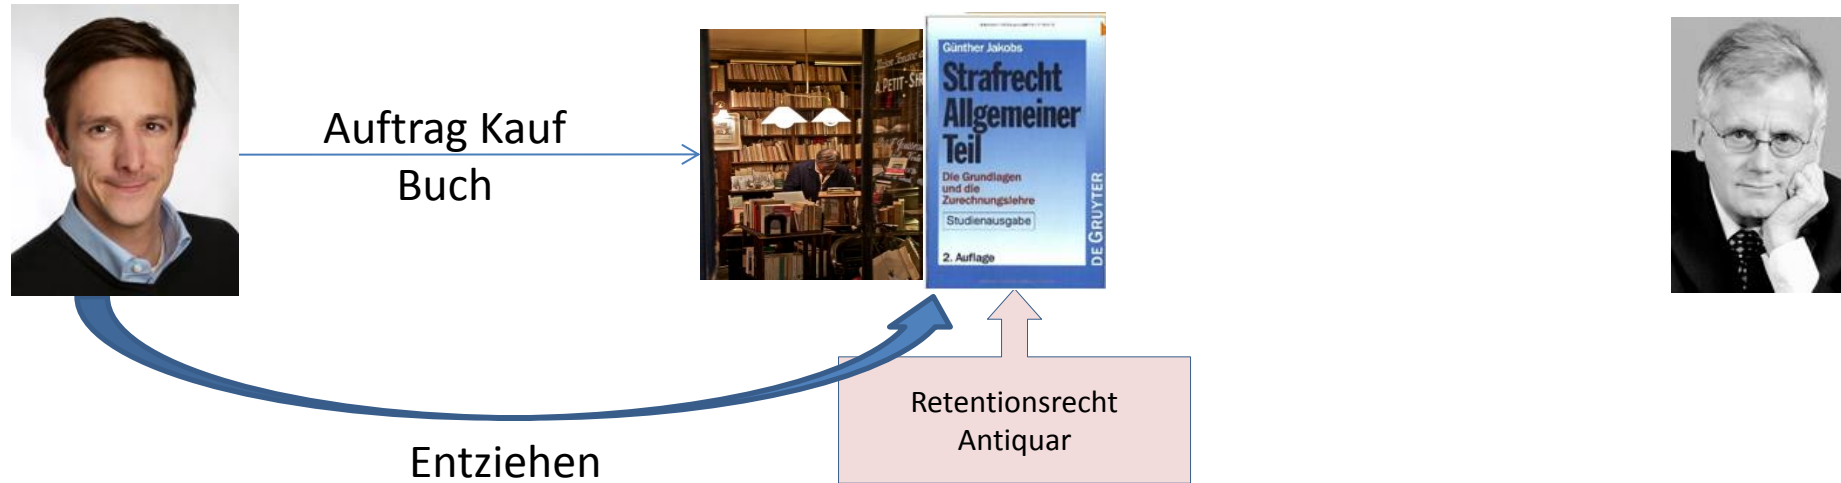 Auftrag Kauf
Buch
A. PETIT-
Günther Jakobs
Strafrecht
Allgemeiner
Teil
Die Grundlagen
und die
Zurechnungslehre
Studienausgabe
2. Auflage
DE GRUYTER
Retentionsrecht
Antiquar
Entziehen